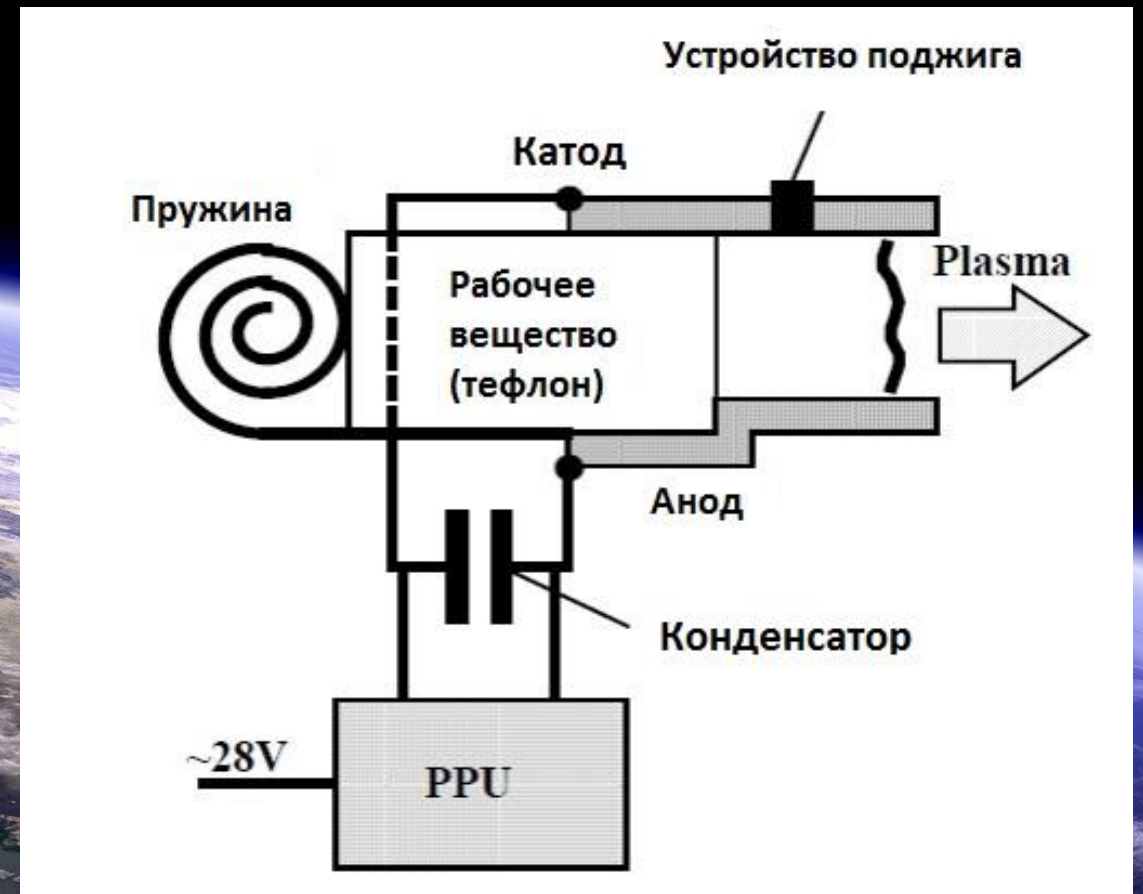 Устройство поджига
Катод
Пружина
Plasma
Рабочее
вещество
(тефлон)
Анод
Конденсатор
~28V
PPU